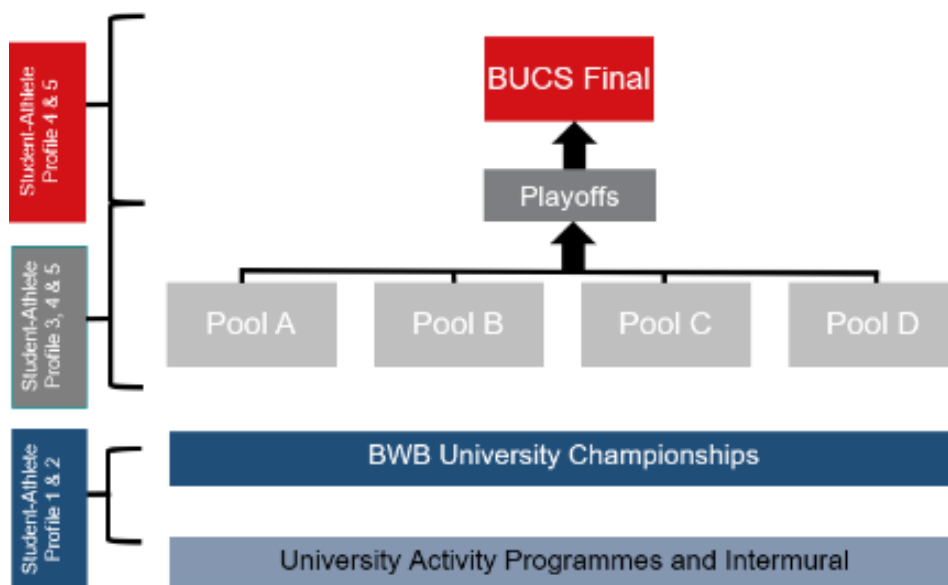 Student-Athlete
Profile 4 & 5
BUCS Final
Playoffs
Student-Athlete
Profile 3, 4 & 5
Pool A
Pool B
Pool C
Pool D
Student-Athlete
Profile 1 & 2
BWB University Championships
University Activity Programmes and Intermural